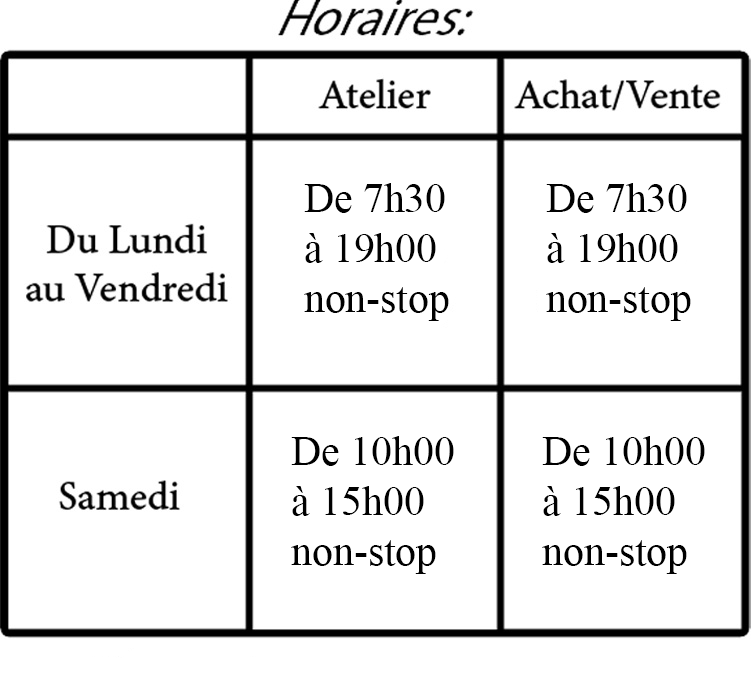 Horaires:
Atelier
Achat/Vente
Du Lundi
au Vendredi
De 7h30
à 19h00
non-stop
De 7h30
à 19h00
non-stop
Samedi
De 10h00
à 15h00
non-stop
De 10h00
à 15h00
non-stop